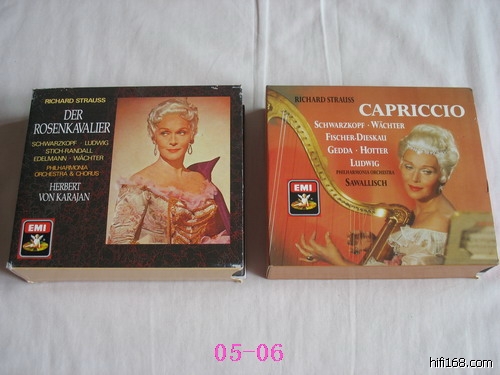 RICHARD STRAUSS
DER
ROSENKAVALIER
SCHWARZKOPF · LUDWIG
STICH-RANDALL
EDELMANN · WÄCHTER
PHILHARMONIA
ORCHESTRA & CHORUS
HERBERT
VON KARAJAN
EMI
RICHARD STRAUSS
CAPRICCIO
SCHWARZKOPF · WÄCHTER
FISCHER-DIESKAU
GEDDA · HOTTER
LUDWIG
PHILHARMONIA ORCHESTRA
SAWALLISCH
EMI
05-06
hifi168.com